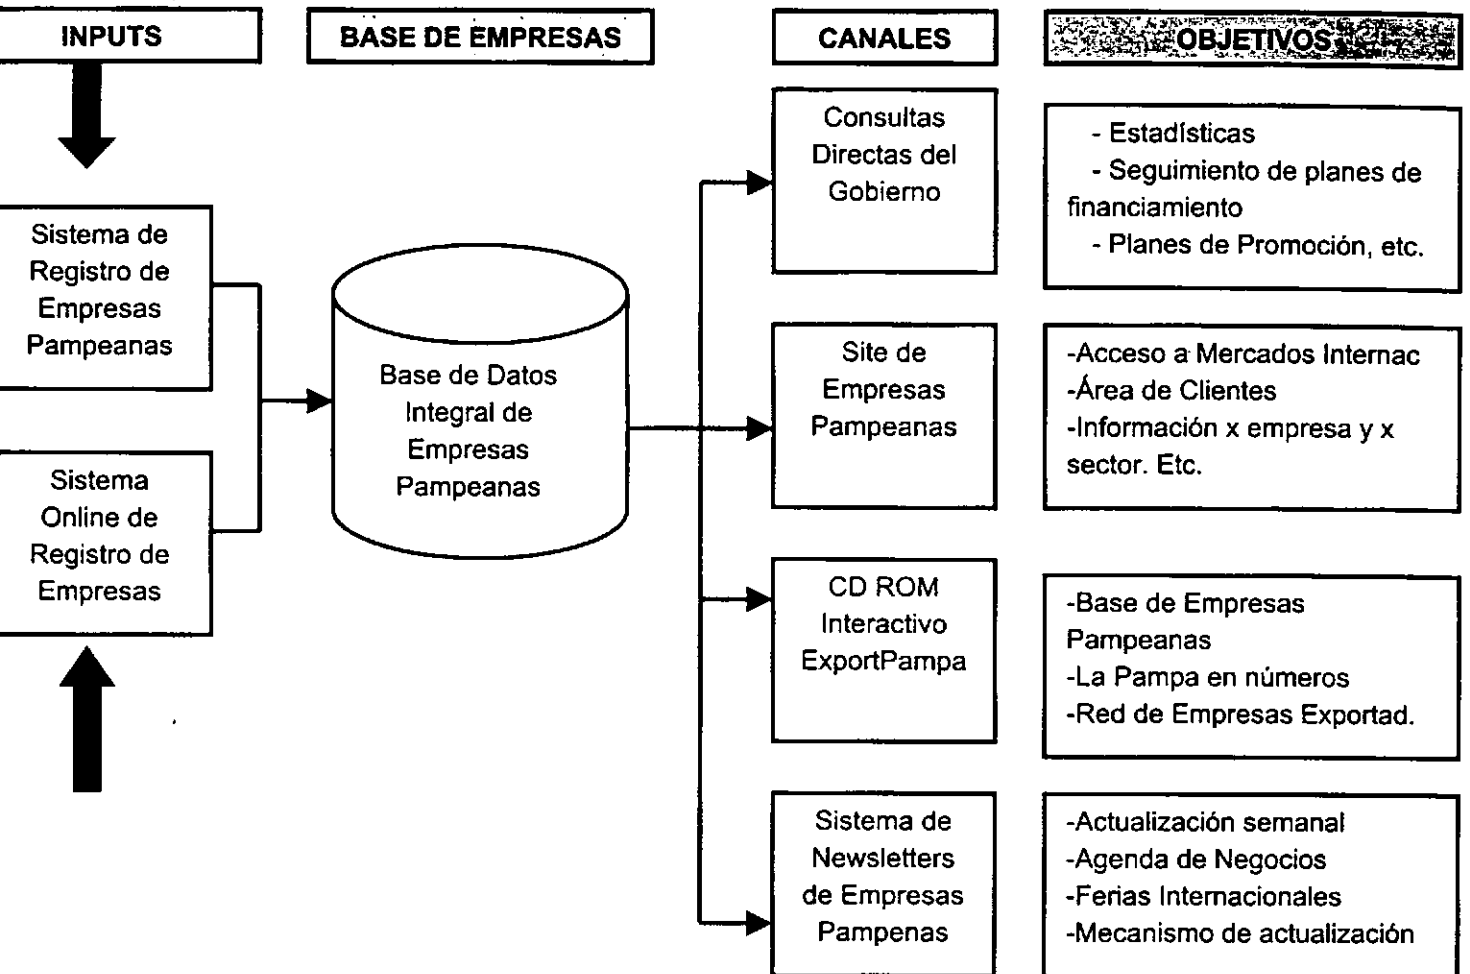 INPUTS
BASE DE EMPRESAS
CANALES
OBJETIVOS
Sistema de
Registro de
Empresas
Pampeanas
Sistema
Online de
Registro de
Empresas
Base de Datos
Integral de
Empresas
Pampeanas
Consultas
Directas del
Gobierno
- Estadísticas
- Seguimiento de planes de
financiamiento
- Planes de Promoción, etc.
Site de
Empresas
Pampeanas
-Acceso a Mercados Internac
-Área de Clientes
-Información x empresa y x
sector. Etc.
CD ROM
Interactivo
ExportPampa
-Base de Empresas
Pampeanas
-La Pampa en números
-Red de Empresas Exportad.
Sistema de
Newsletters
de Empresas
Pampenas
-Actualización semanal
-Agenda de Negocios
-Ferias Internacionales
-Mecanismo de actualización